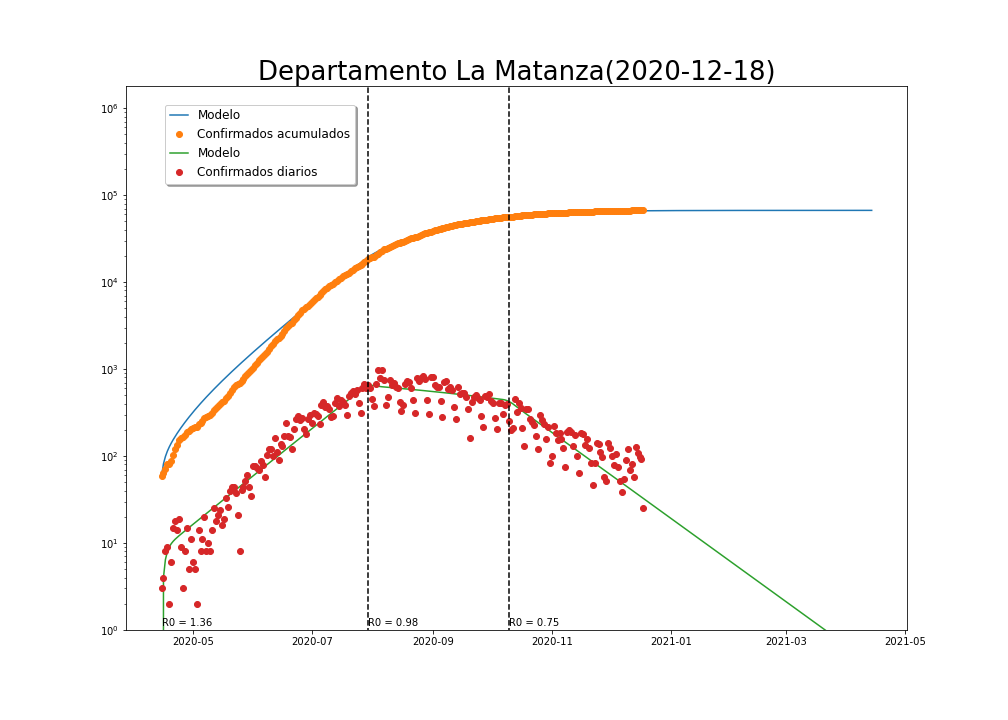 Departamento La Matanza(2020-12-18)
Modelo
Confirmados acumulados
Modelo
Confirmados diarios
10⁶
10⁵
10⁴
10³
10²
10¹
10⁰
R0 = 1.36
R0 = 0.98
R0 = 0.75
2020-05
2020-07
2020-09
2020-11
2021-01
2021-03
2021-05